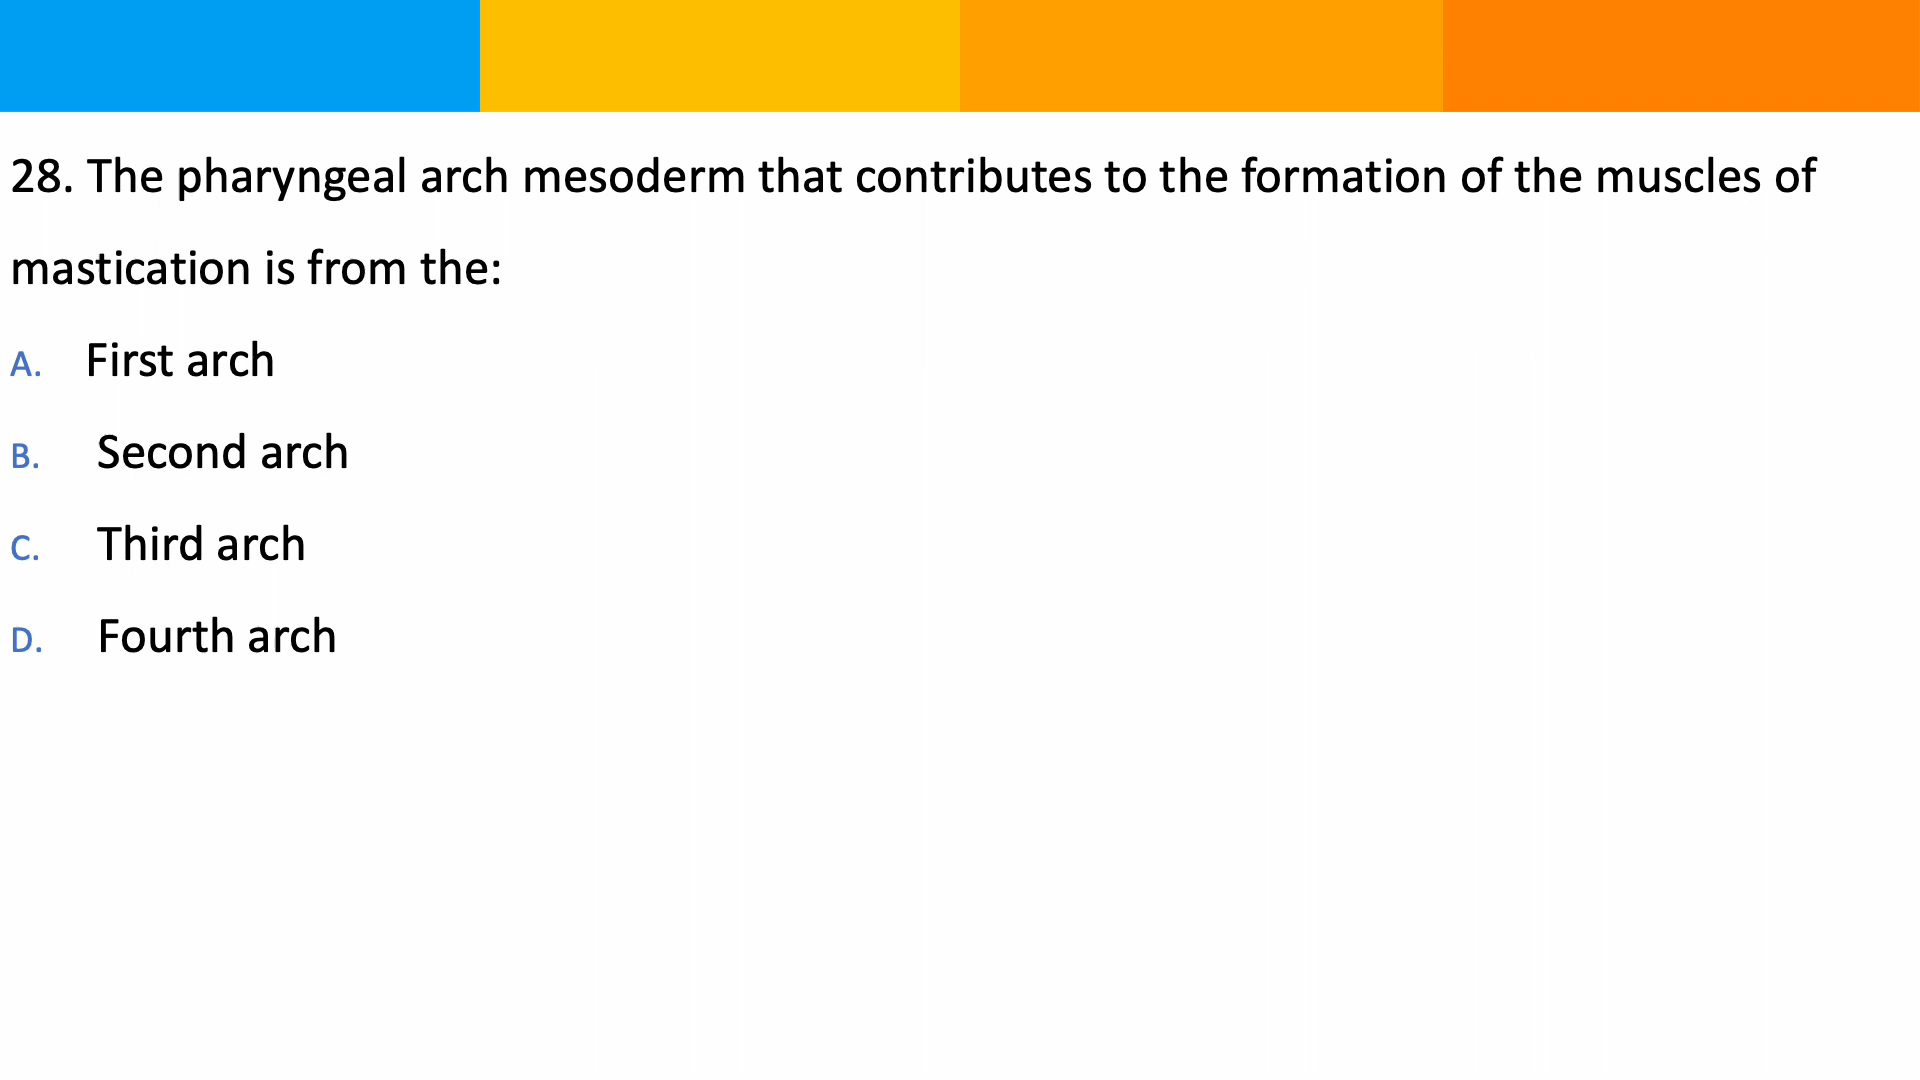 28. The pharyngeal arch mesoderm that contributes to the formation of the muscles of
mastication is from the:
A. First arch
B. Second arch
C. Third arch
D. Fourth arch